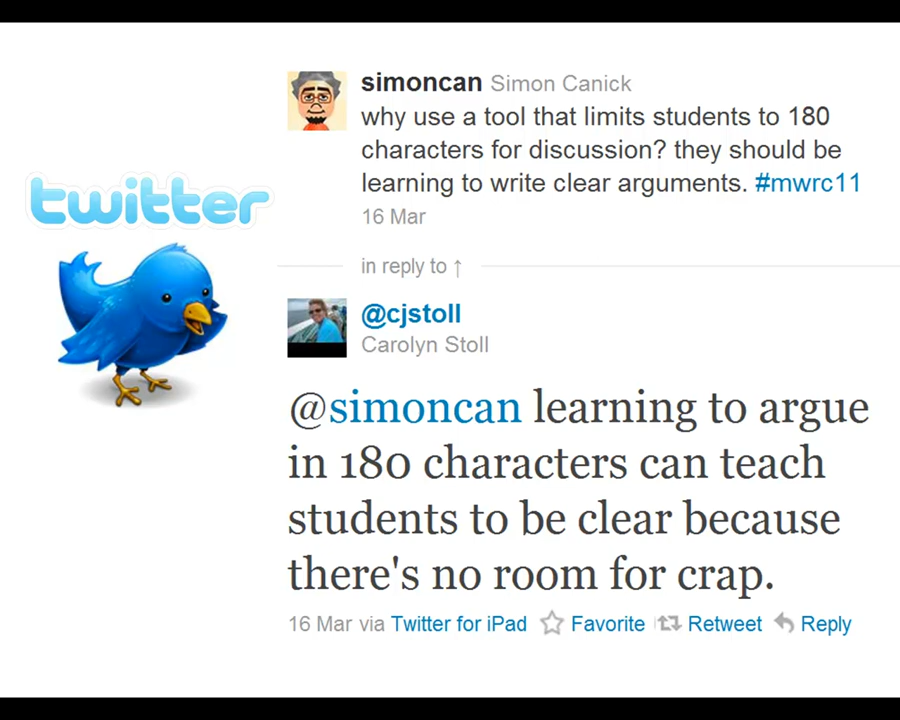 twitter
simoncan Simon Canick
why use a tool that limits students to 180
characters for discussion? they should be
learning to write clear arguments. #mwrc11
16 Mar
in reply to ↑
@cjstoll
Carolyn Stoll
@simoncan learning to argue
in 180 characters can teach
students to be clear because
there's no room for crap.
16 Mar via Twitter for iPad Favorite Retweet Reply